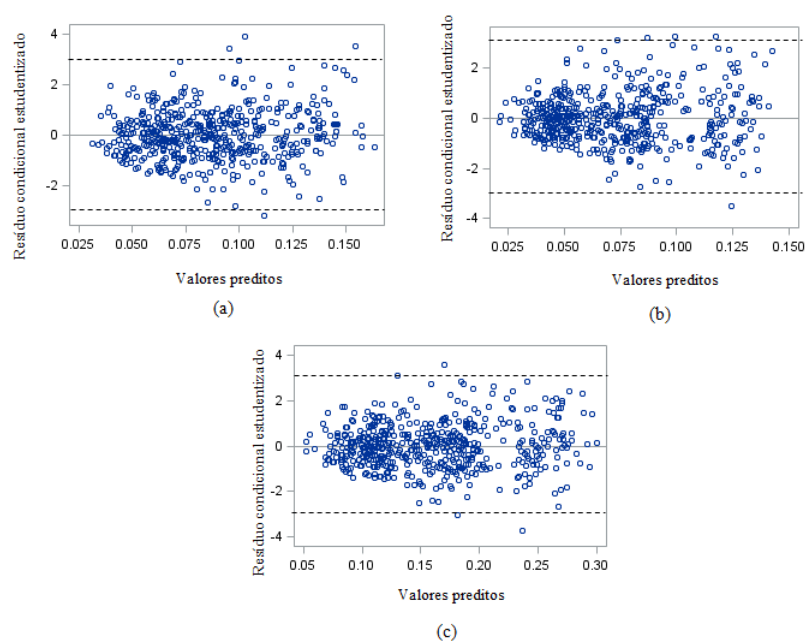 Resíduo condicional estudentizado
4
2
0
-2
0.025 0.050 0.075 0.100 0.125 0.150
Valores preditos
(a)
Resíduo condicional estudentizado
2
0
-2
-4
0.025 0.050 0.075 0.100 0.125 0.150
Valores preditos
(b)
Resíduo condicional estudentizado
4
2
0
-2
-4
0.05 0.10 0.15 0.20 0.25 0.30
Valores preditos
(c)